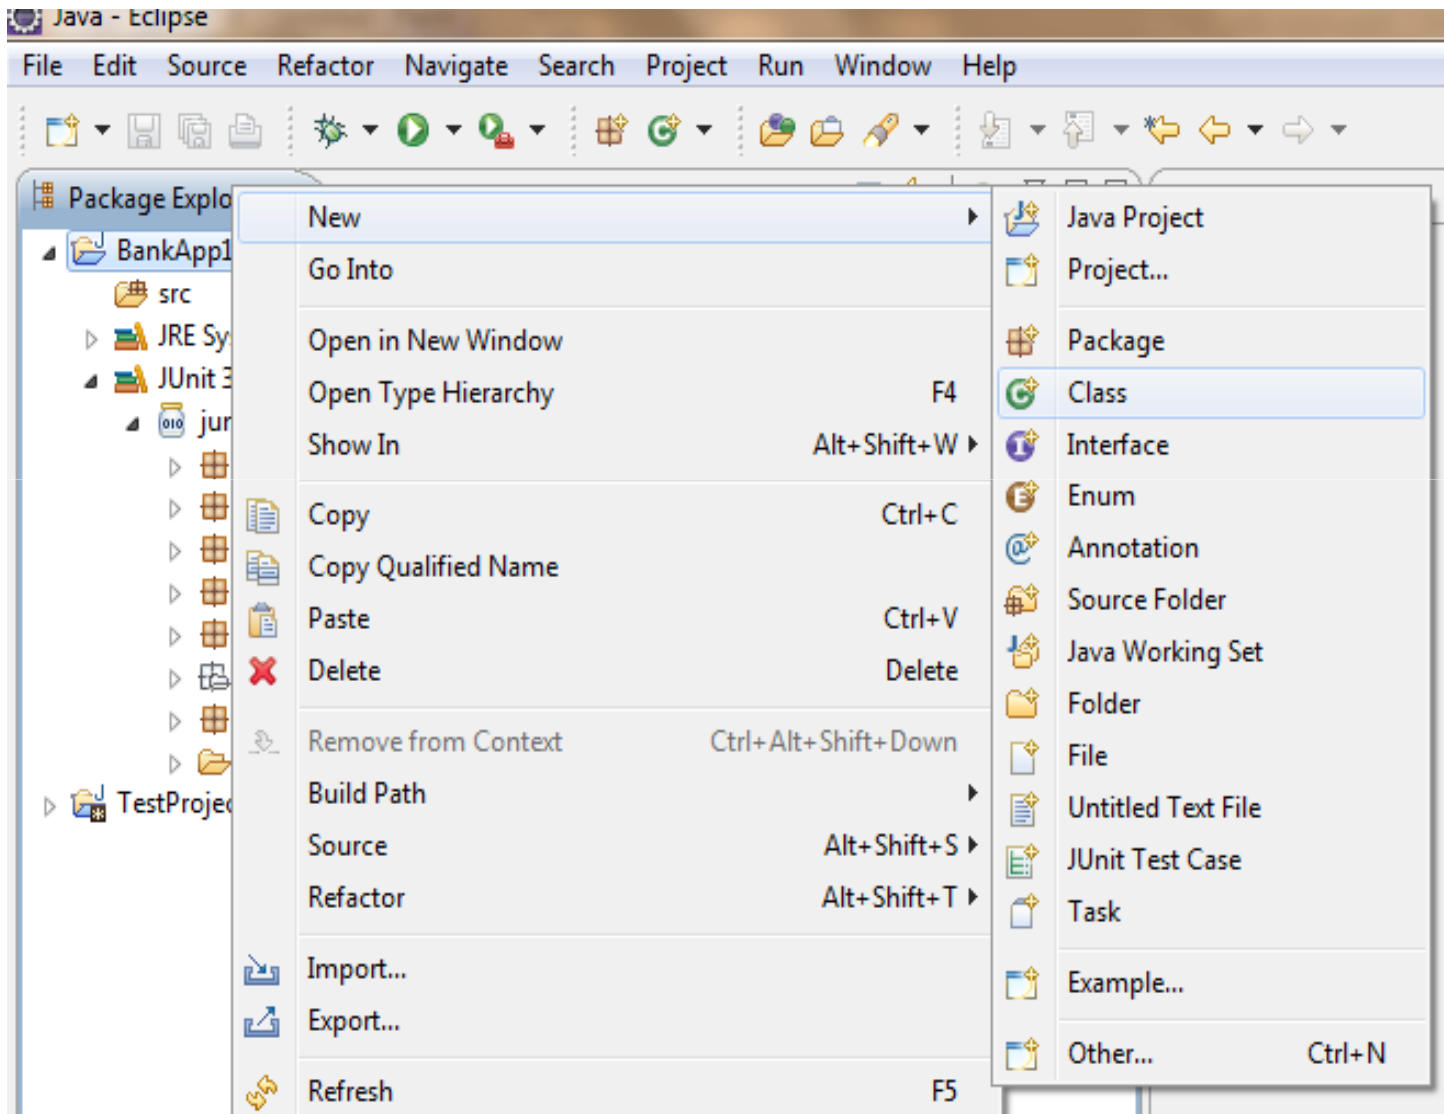 Java - Eclipse
File Edit Source Refactor Navigate Search Project Run Window Help
Package Explo
BankApp1
src
JRE Sy
JUnit 3
jun
TestProjec
New
Go Into
Open in New Window
Open Type Hierarchy F4
Show In Alt+Shift+W
Copy Ctrl+C
Copy Qualified Name
Paste Ctrl+V
Delete Delete
Remove from Context Ctrl+Alt+Shift+Down
Build Path
Source Alt+Shift+S
Refactor Alt+Shift+T
Import...
Export...
Refresh F5
Java Project
Project...
Package
Class
Interface
Enum
Annotation
Source Folder
Java Working Set
Folder
File
Untitled Text File
JUnit Test Case
Task
Example...
Other... Ctrl+N